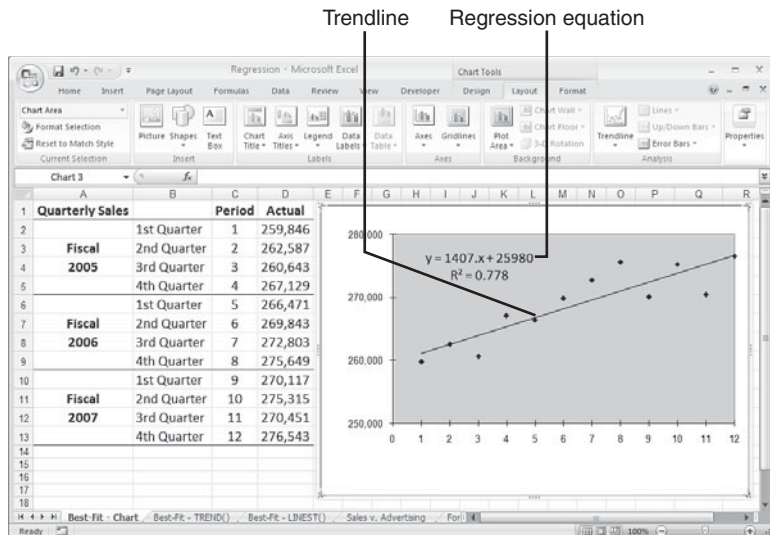 Trendline Regression equation
Regression - Microsoft Excel Chart Tools
Home Insert Page Layout Formulas Data Review View Developer Design Layout Format
Chart Area
Format Selection
Reset to Match Style
Current Selection
Picture Shapes Text Box
Insert
Chart Title Axis Titles Legend Data Labels Data Table
Labels
Axes Gridlines
Axes
Plot Area Chart Wall Chart Floor 3-D Rotation
Background
Trendline Lines Up/Down Bars Error Bars
Analysis
Properties
Chart 3 fx
A B C D E F G H I J K L M N O P Q R
1 Quarterly Sales Period Actual
2 1st Quarter 1 259,846
3 Fiscal 2nd Quarter 2 262,587
4 2005 3rd Quarter 3 260,643
5 4th Quarter 4 267,129
6 1st Quarter 5 266,471
7 Fiscal 2nd Quarter 6 269,843
8 2006 3rd Quarter 7 272,803
9 4th Quarter 8 275,649
10 1st Quarter 9 270,117
11 Fiscal 2nd Quarter 10 275,315
12 2007 3rd Quarter 11 270,451
13 4th Quarter 12 276,543
14
15
16
17
18
280,000
y = 1407.x + 25980
R² = 0.778
270,000
260,000
250,000
0 1 2 3 4 5 6 7 8 9 10 11 12
Best-Fit - Chart Best-Fit - TREND() Best-Fit - LINEST() Sales v. Advertising
Ready 100%